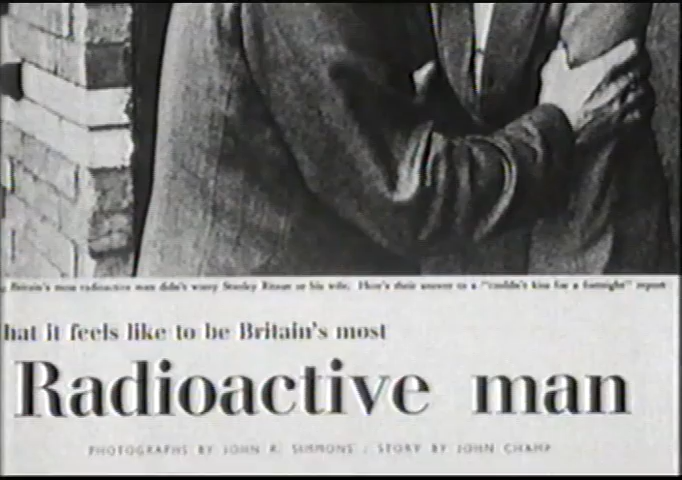 Britain's most radioactive man didn't worry Stanley or his wife. Here's their answer to a "couldn't kiss for a fortnight" report
hat it feels like to be Britain's most
Radioactive man
PHOTOGRAPHS BY JOHN R. SIMMONS : STORY BY JOHN CHAMP